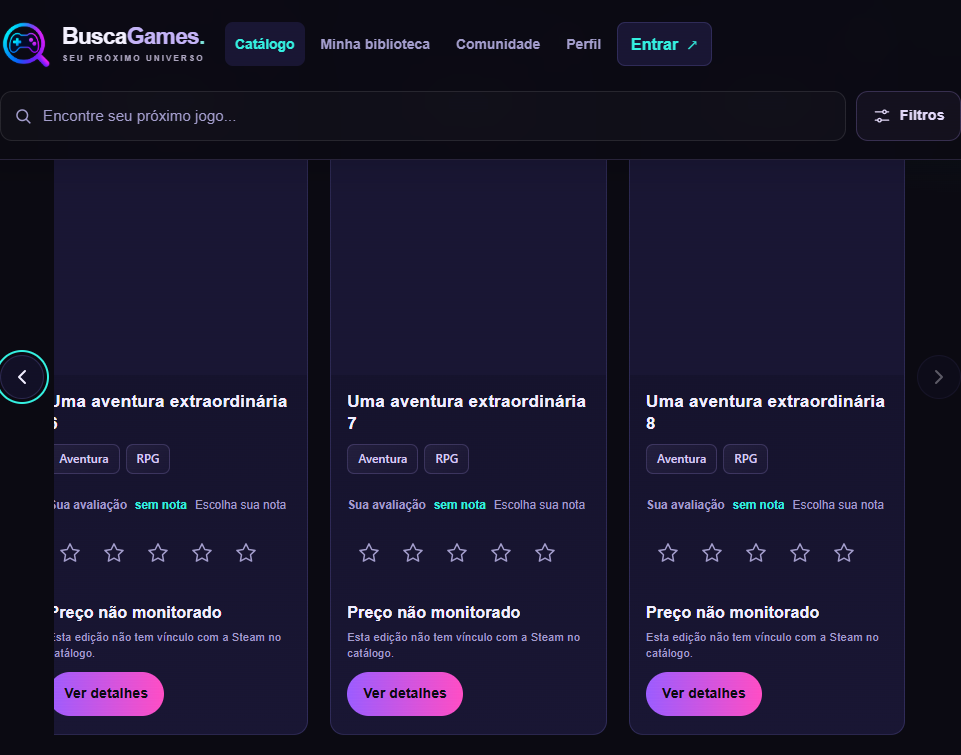 BuscaGames.
SEU PRÓXIMO UNIVERSO
Catálogo
Minha biblioteca
Comunidade
Perfil
Entrar ↗
Encontre seu próximo jogo...
Filtros
Uma aventura extraordinária
6
Aventura
RPG
Sua avaliação sem nota Escolha sua nota
Preço não monitorado
Esta edição não tem vínculo com a Steam no
catálogo.
Ver detalhes
Uma aventura extraordinária
7
Aventura
RPG
Sua avaliação sem nota Escolha sua nota
Preço não monitorado
Esta edição não tem vínculo com a Steam no
catálogo.
Ver detalhes
Uma aventura extraordinária
8
Aventura
RPG
Sua avaliação sem nota Escolha sua nota
Preço não monitorado
Esta edição não tem vínculo com a Steam no
catálogo.
Ver detalhes